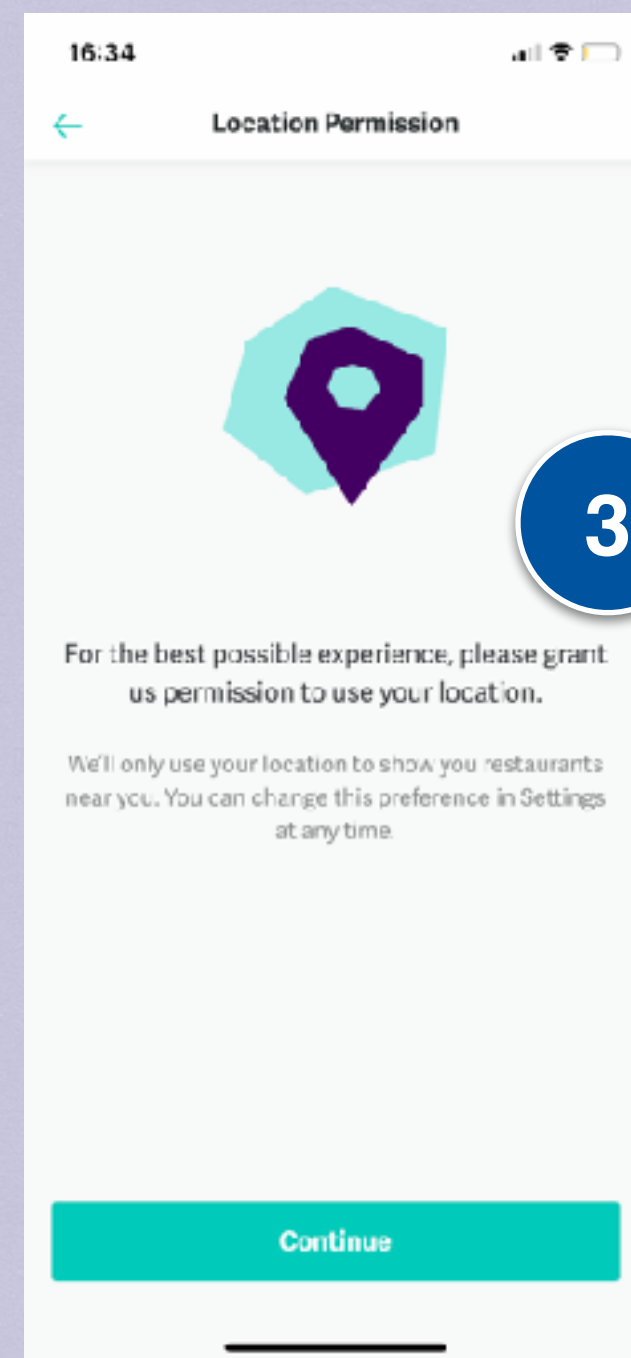 16:34
Location Permission
3
For the best possible experience, please grant
us permission to use your location.
We'll only use your location to show you restaurants
near you. You can change this preference in Settings
at any time.
Continue